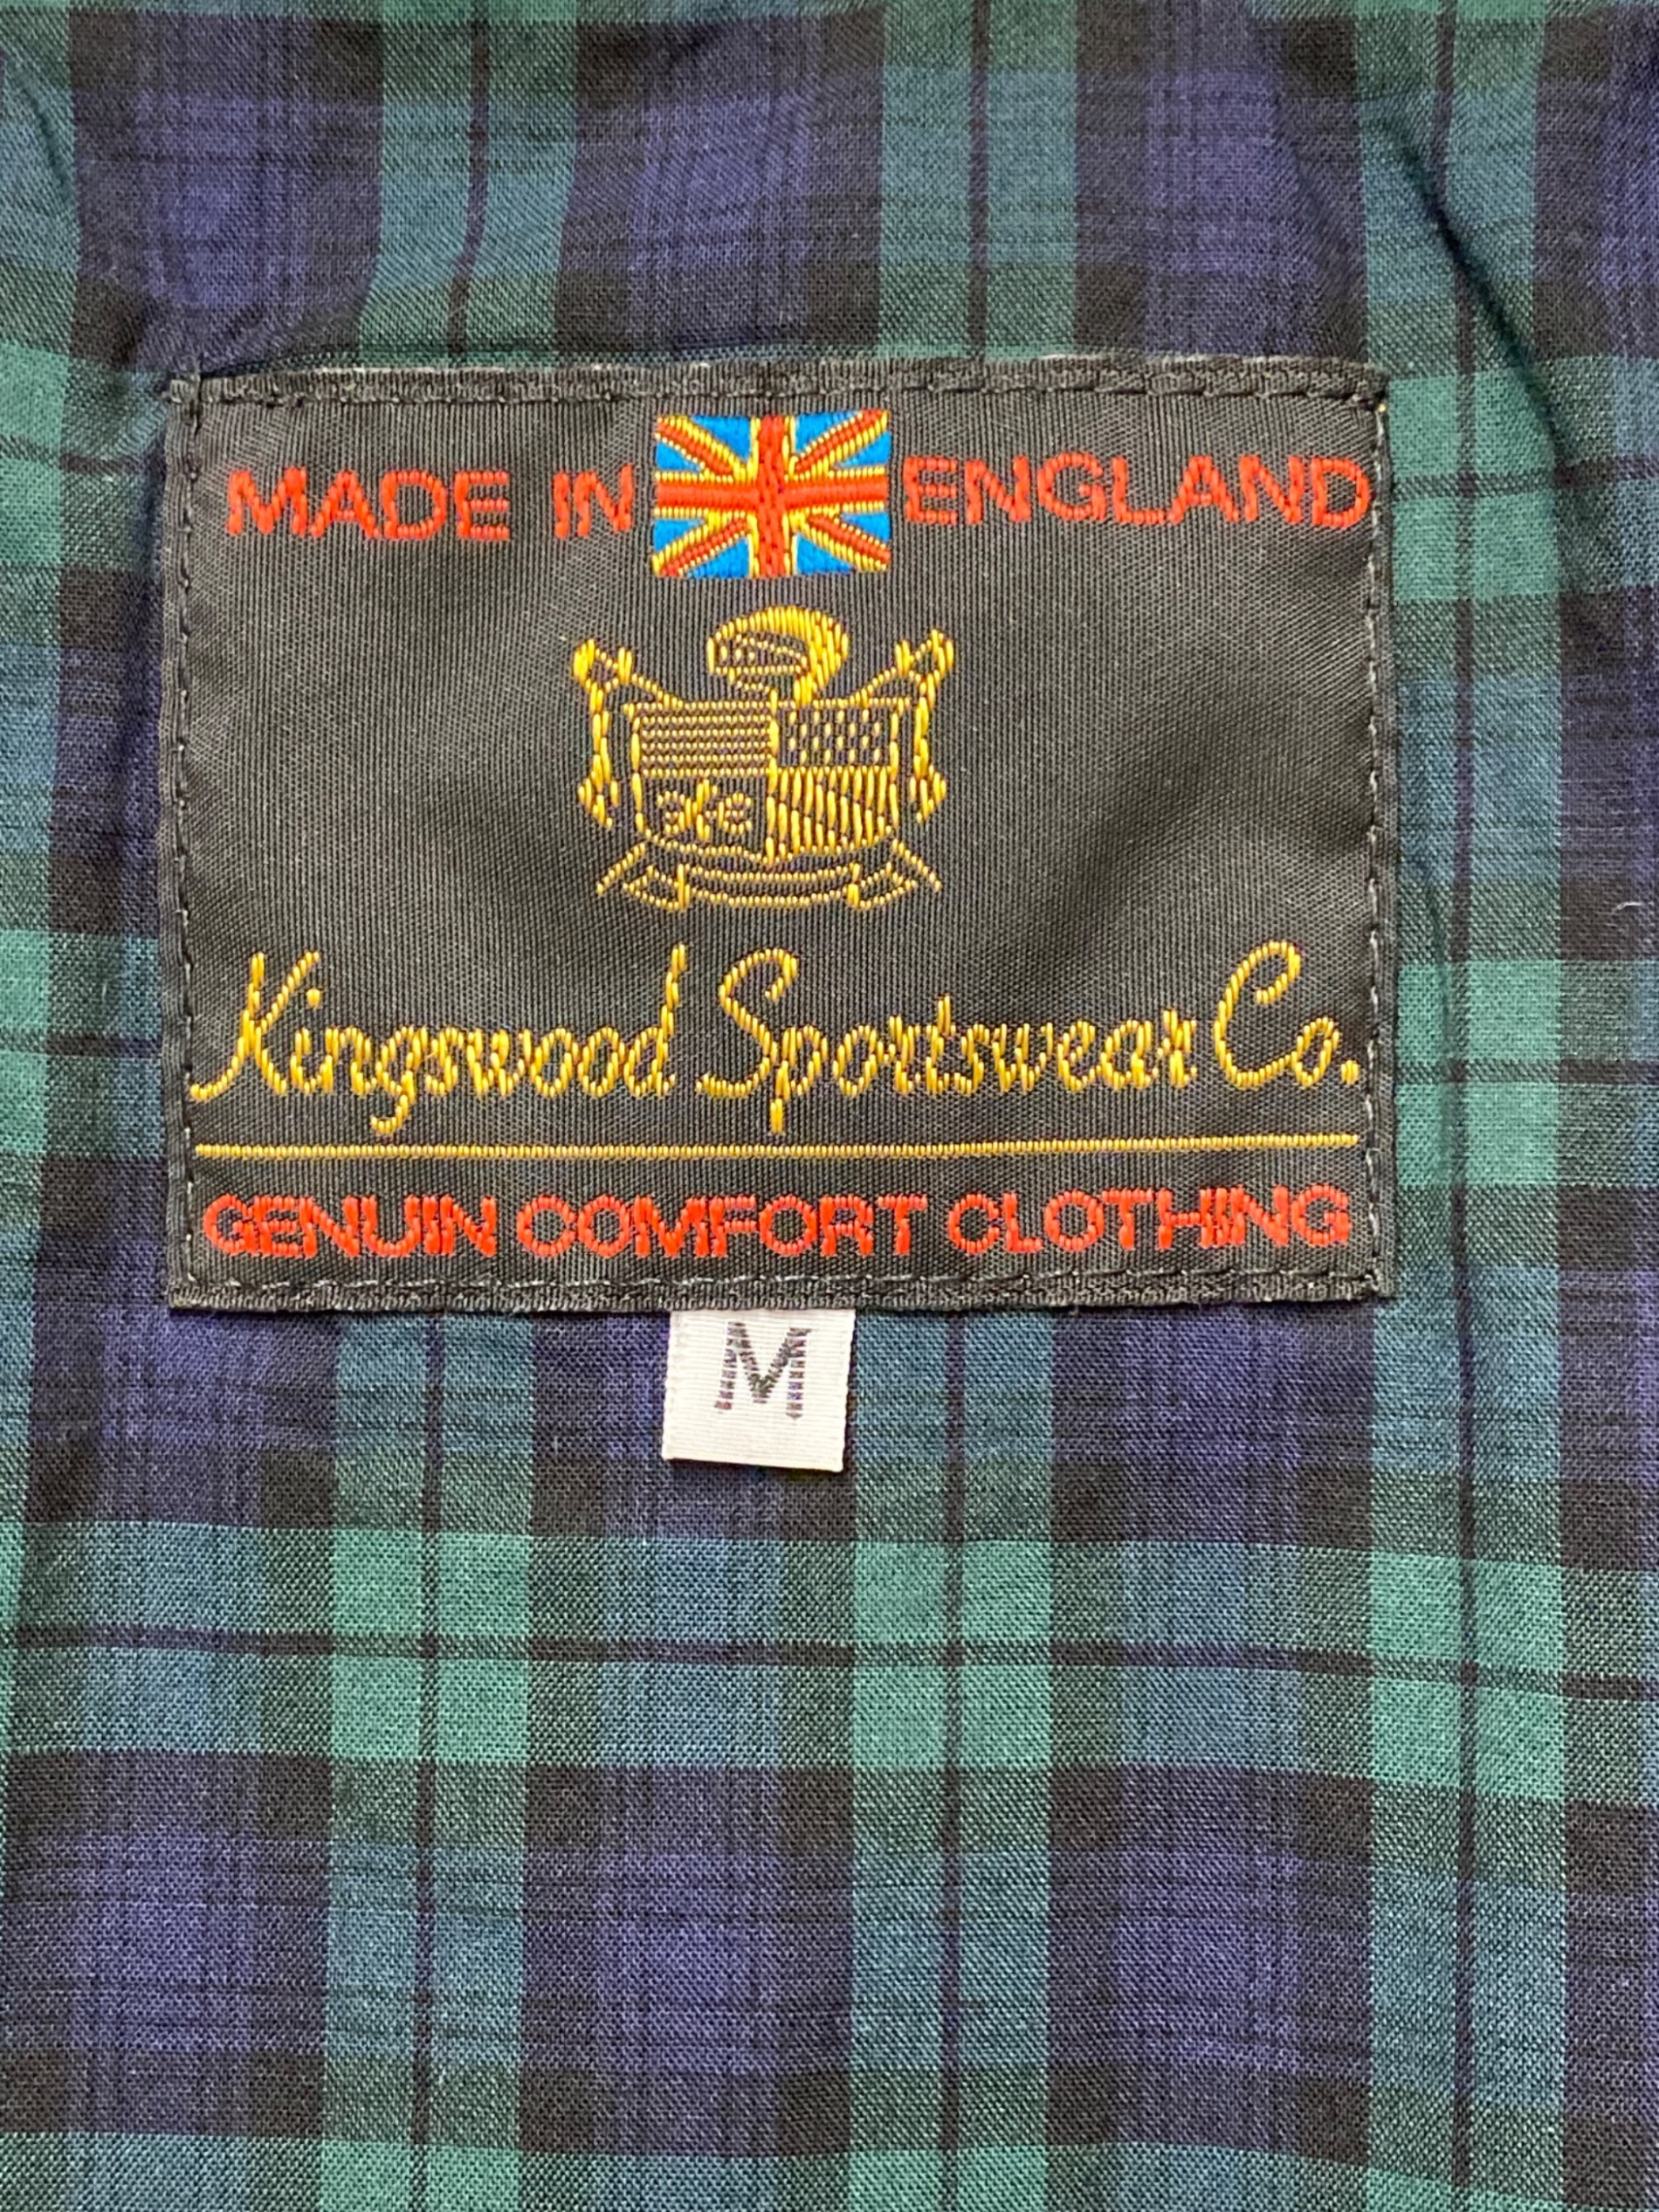 MADE IN ENGLAND
Kingswood Sportswear Co.
GENUIN COMFORT CLOTHING
M